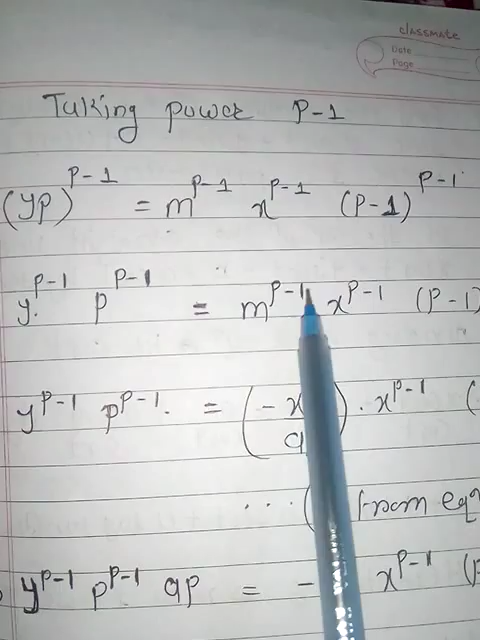 classmate
Date
Page
Taking power P-1
(yp)^{P-1} = m^{P-1} x^{P-1} (P-1)^{P-1}
y^{P-1} p^{P-1} = m^{P-1} x^{P-1} (P-1)
y^{P-1} p^{P-1} = (-x/a) . x^{P-1} (
... ( From eqn
y^{P-1} p^{P-1} ap = - x^{P-1} (P